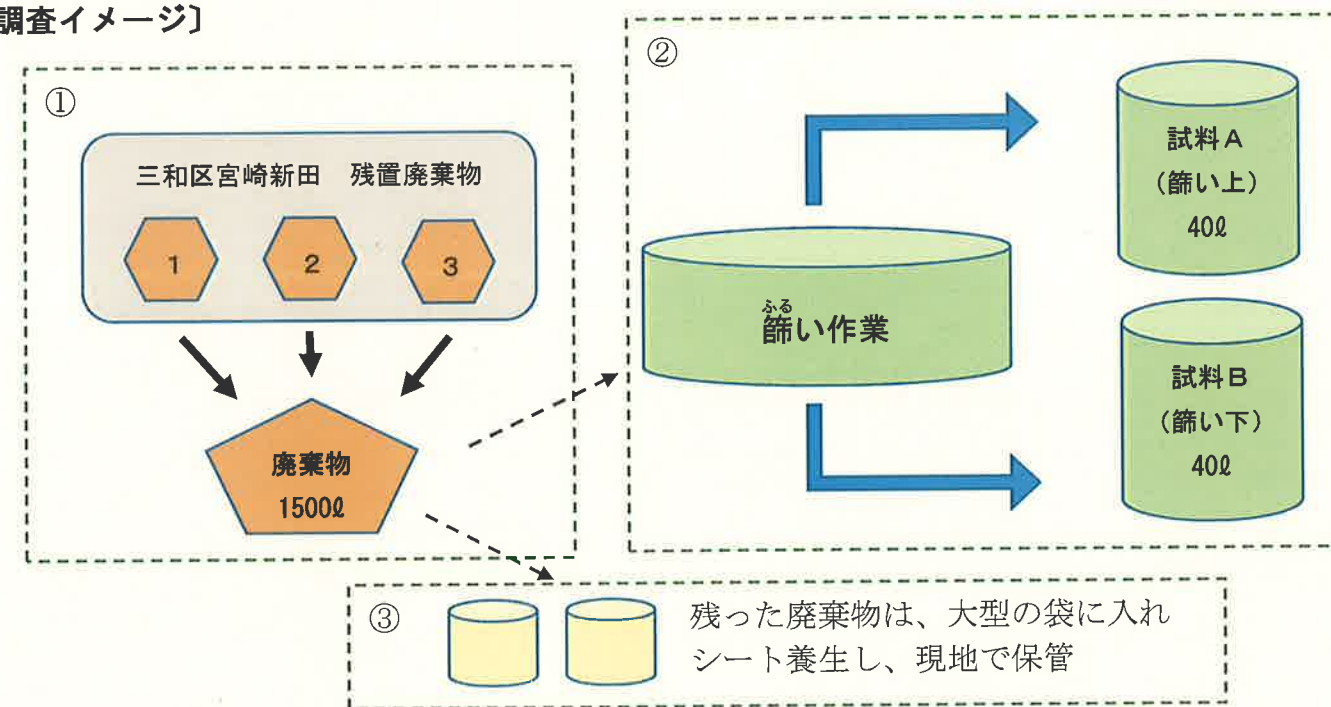 調査イメージ〕
①
三和区宮崎新田　残置廃棄物
1
2
3
廃棄物
1500ℓ
②
ふる
篩い作業
試料A
（篩い上）
40ℓ
試料B
（篩い下）
40ℓ
③
残った廃棄物は、大型の袋に入れ
シート養生し、現地で保管